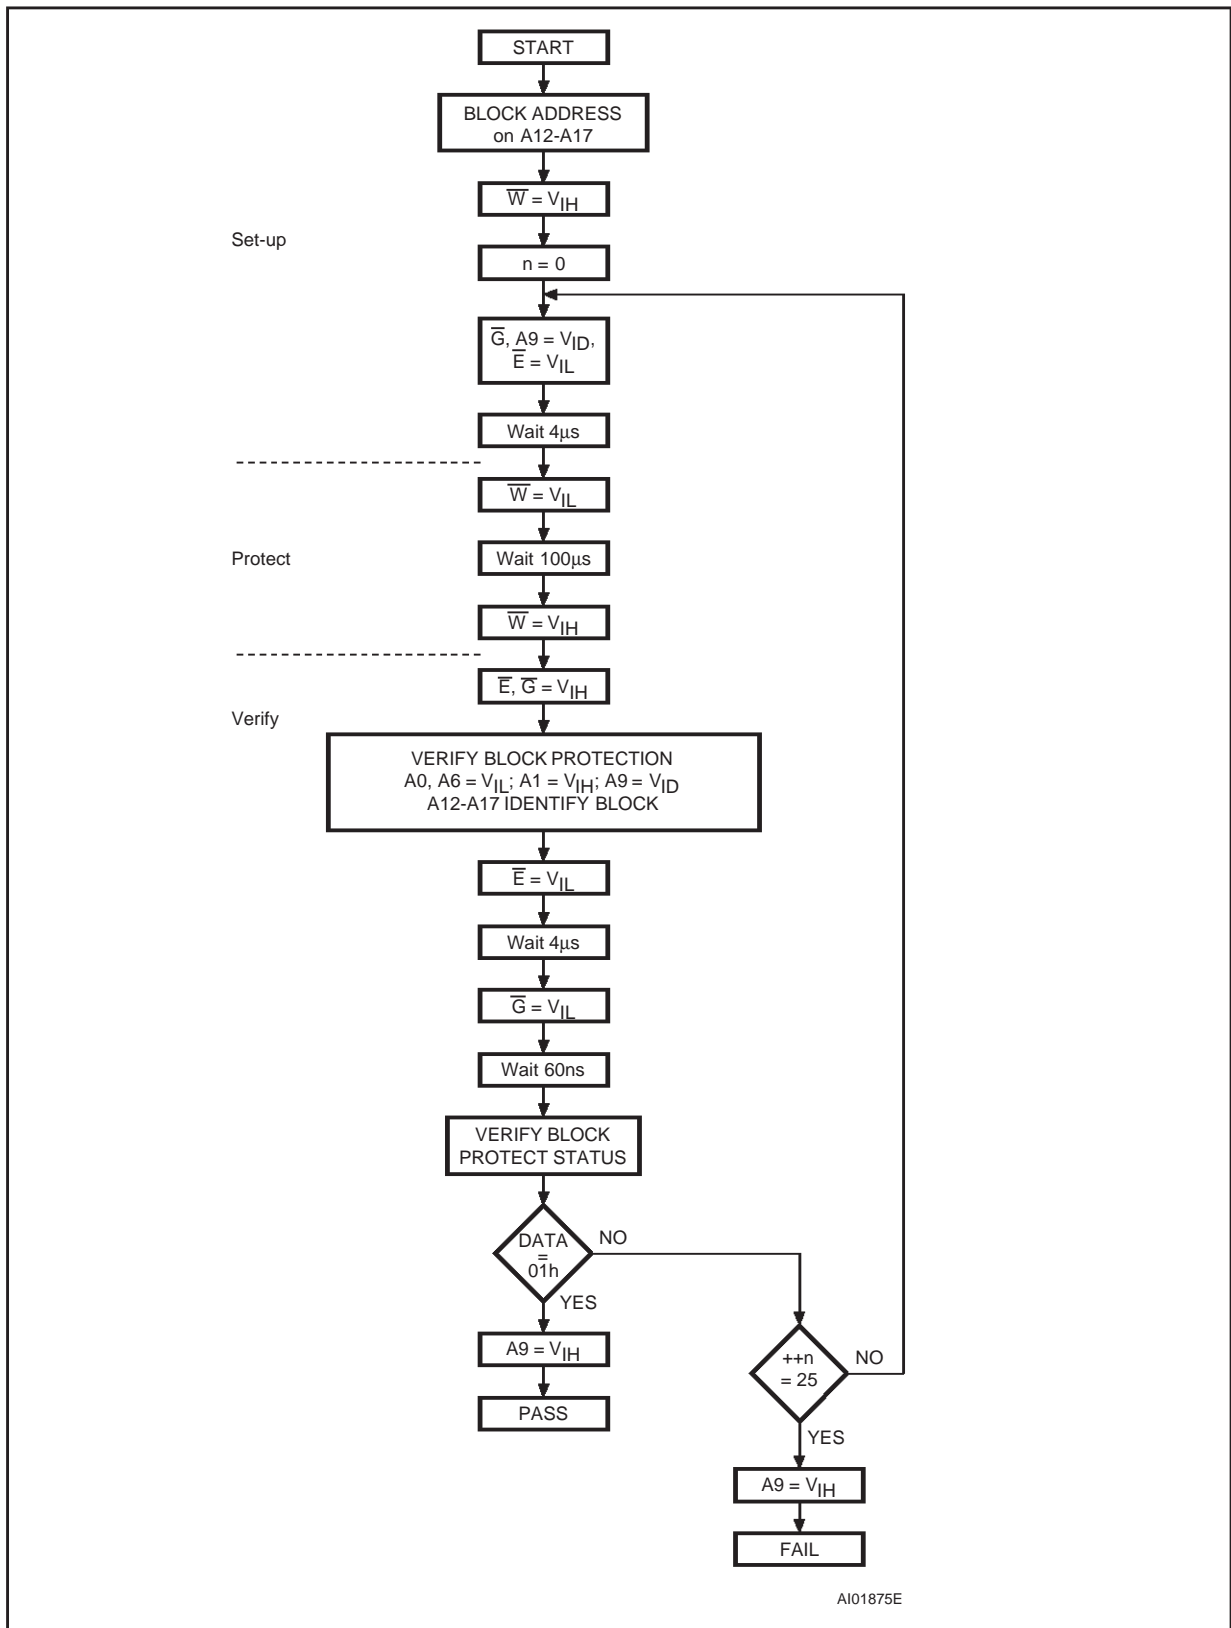 START
BLOCK ADDRESS
on A12-A17
W̅ = VIH
Set-up
n = 0
G̅, A9 = VID,
E̅ = VIL
Wait 4µs
W̅ = VIL
Protect
Wait 100µs
W̅ = VIH
E̅, G̅ = VIH
Verify
VERIFY BLOCK PROTECTION
A0, A6 = VIL; A1 = VIH; A9 = VID
A12-A17 IDENTIFY BLOCK
E̅ = VIL
Wait 4µs
G̅ = VIL
Wait 60ns
VERIFY BLOCK
PROTECT STATUS
DATA
=
01h
NO
YES
A9 = VIH
PASS
++n
= 25
NO
YES
A9 = VIH
FAIL
AI01875E